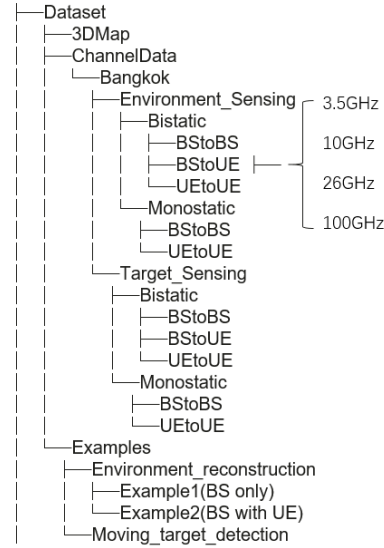 Dataset
3DMap
ChannelData
Bangkok
Environment_Sensing
3.5GHz
Bistatic
BStoBS
10GHz
BStoUE
UEtoUE
26GHz
Monostatic
BStoBS
100GHz
UEtoUE
Target_Sensing
Bistatic
BStoBS
BStoUE
UEtoUE
Monostatic
BStoBS
UEtoUE
Examples
Environment_reconstruction
Example1(BS only)
Example2(BS with UE)
Moving_target_detection